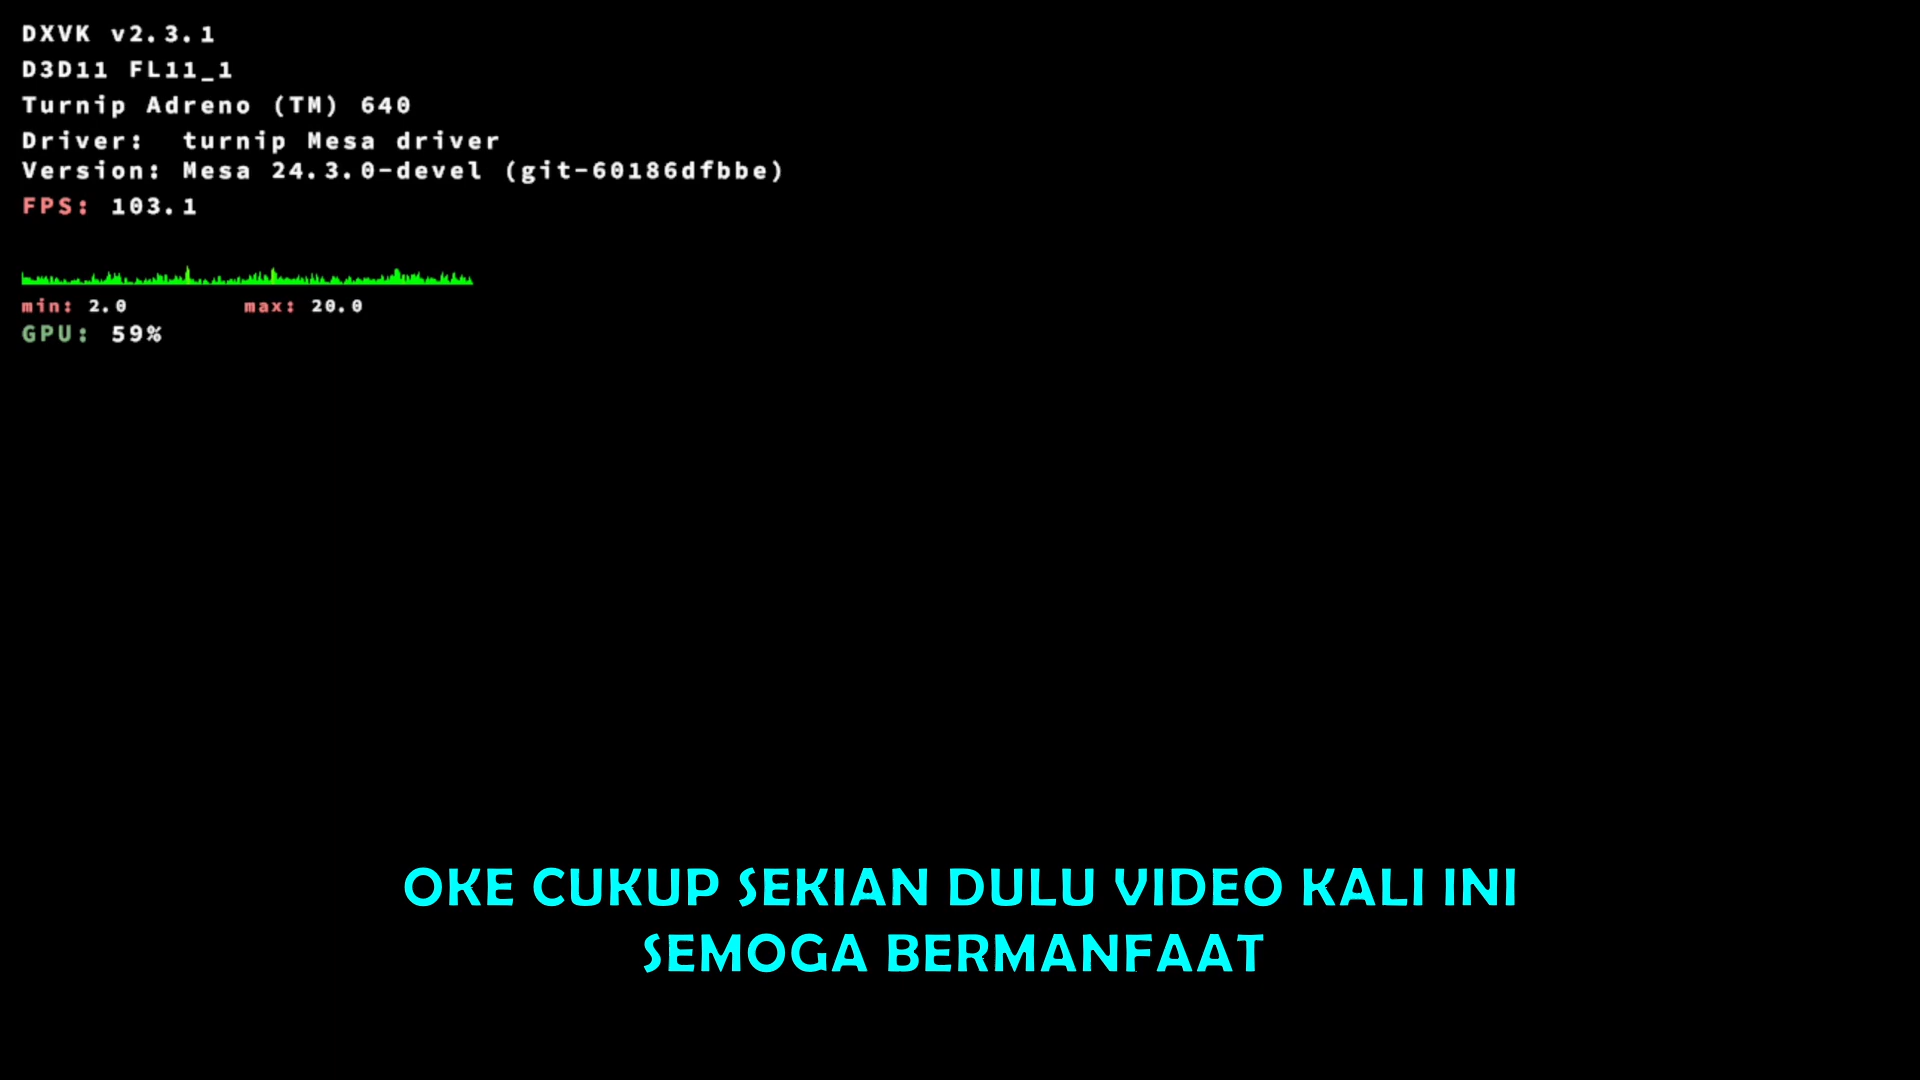 DXVK v2.3.1
D3D11 FL11_1
Turnip Adreno (TM) 640
Driver:  turnip Mesa driver
Version: Mesa 24.3.0-devel (git-60186dfbbe)
FPS: 103.1
min: 2.0 max: 20.0
GPU: 59%
OKE CUKUP SEKIAN DULU VIDEO KALI INI
SEMOGA BERMANFAAT